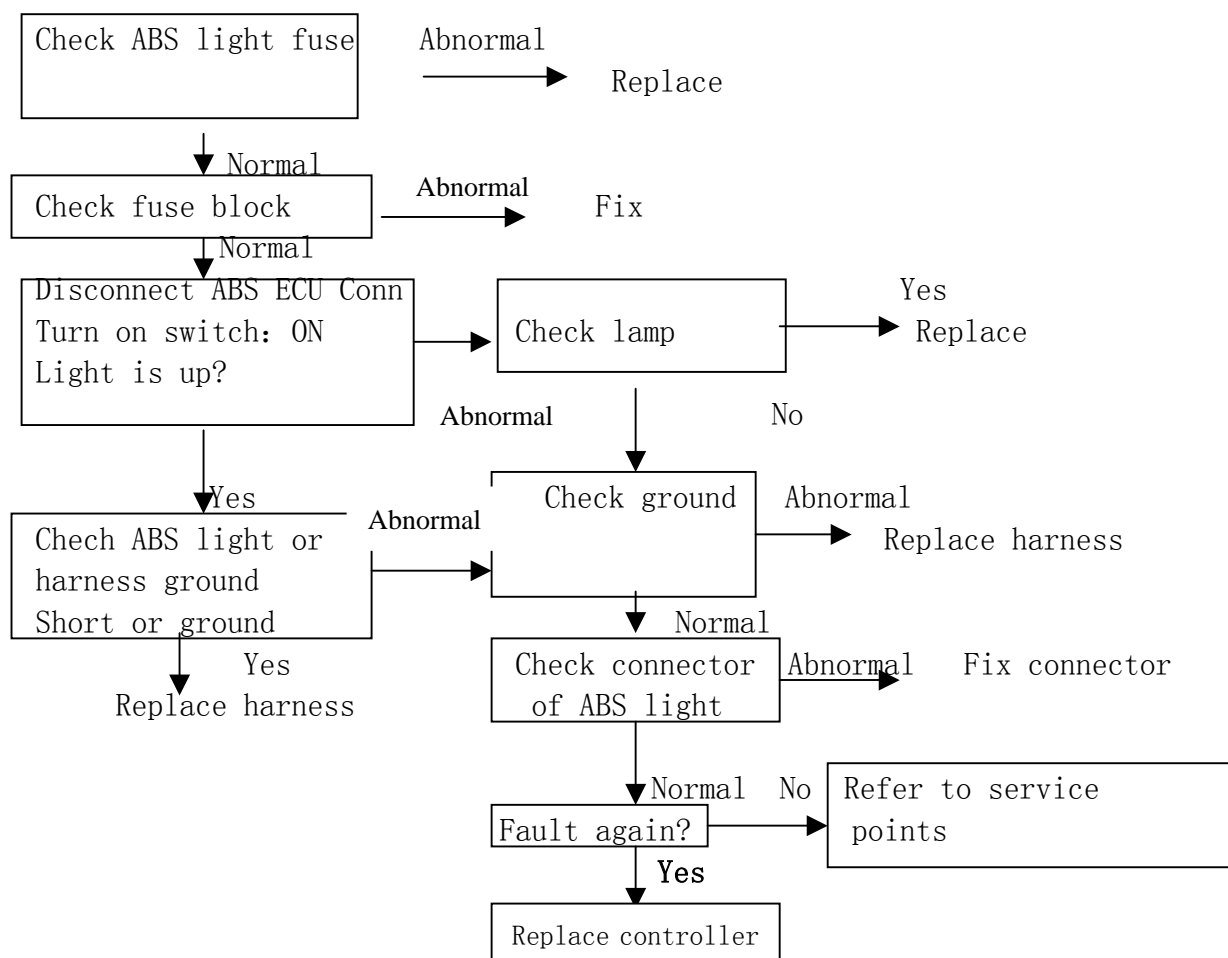 Check ABS light fuse
Abnormal
Replace
Normal
Check fuse block
Abnormal
Fix
Normal
Disconnect ABS ECU Conn
Turn on switch：ON
Light is up?
Check lamp
Yes
Replace
Abnormal
No
Yes
Chech ABS light or
harness ground
Short or ground
Abnormal
Check ground
Abnormal
Replace harness
Yes
Replace harness
Normal
Check connector
of ABS light
Abnormal
Fix connector
Normal
No
Refer to service
points
Fault again?
Yes
Replace controller